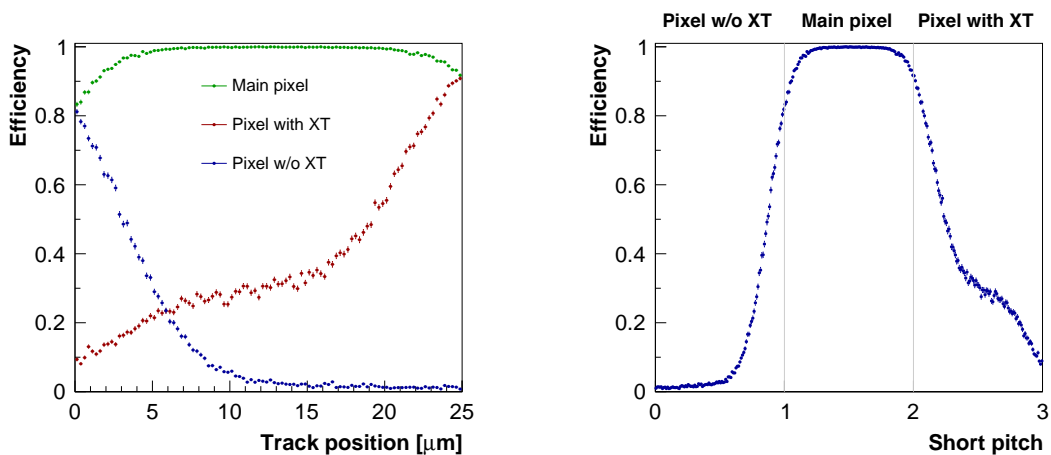 Pixel w/o XT Main pixel Pixel with XT
Efficiency
1
0.8
0.6
0.4
0.2
0
Main pixel
Pixel with XT
Pixel w/o XT
0 5 10 15 20 25
Track position [μm]
Efficiency
1
0.8
0.6
0.4
0.2
0
0 1 2 3
Short pitch